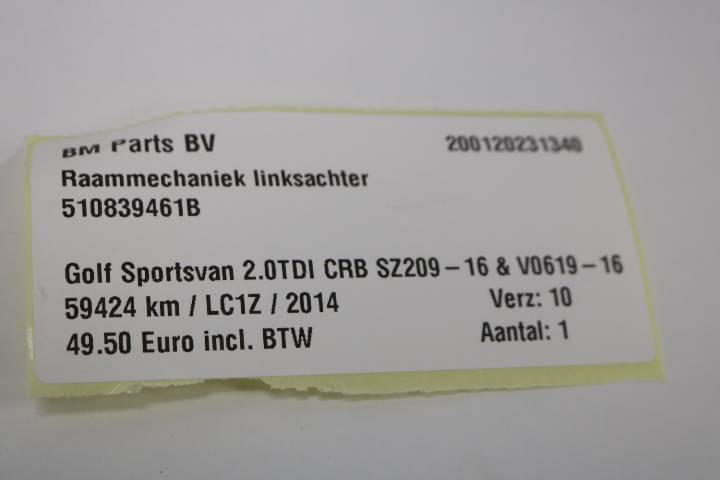 BM Parts BV 200120231340
Raammechaniek linksachter
510839461B
Golf Sportsvan 2.0TDI CRB SZ209-16 & V0619-16
59424 km / LC1Z / 2014 Verz: 10
49.50 Euro incl. BTW Aantal: 1